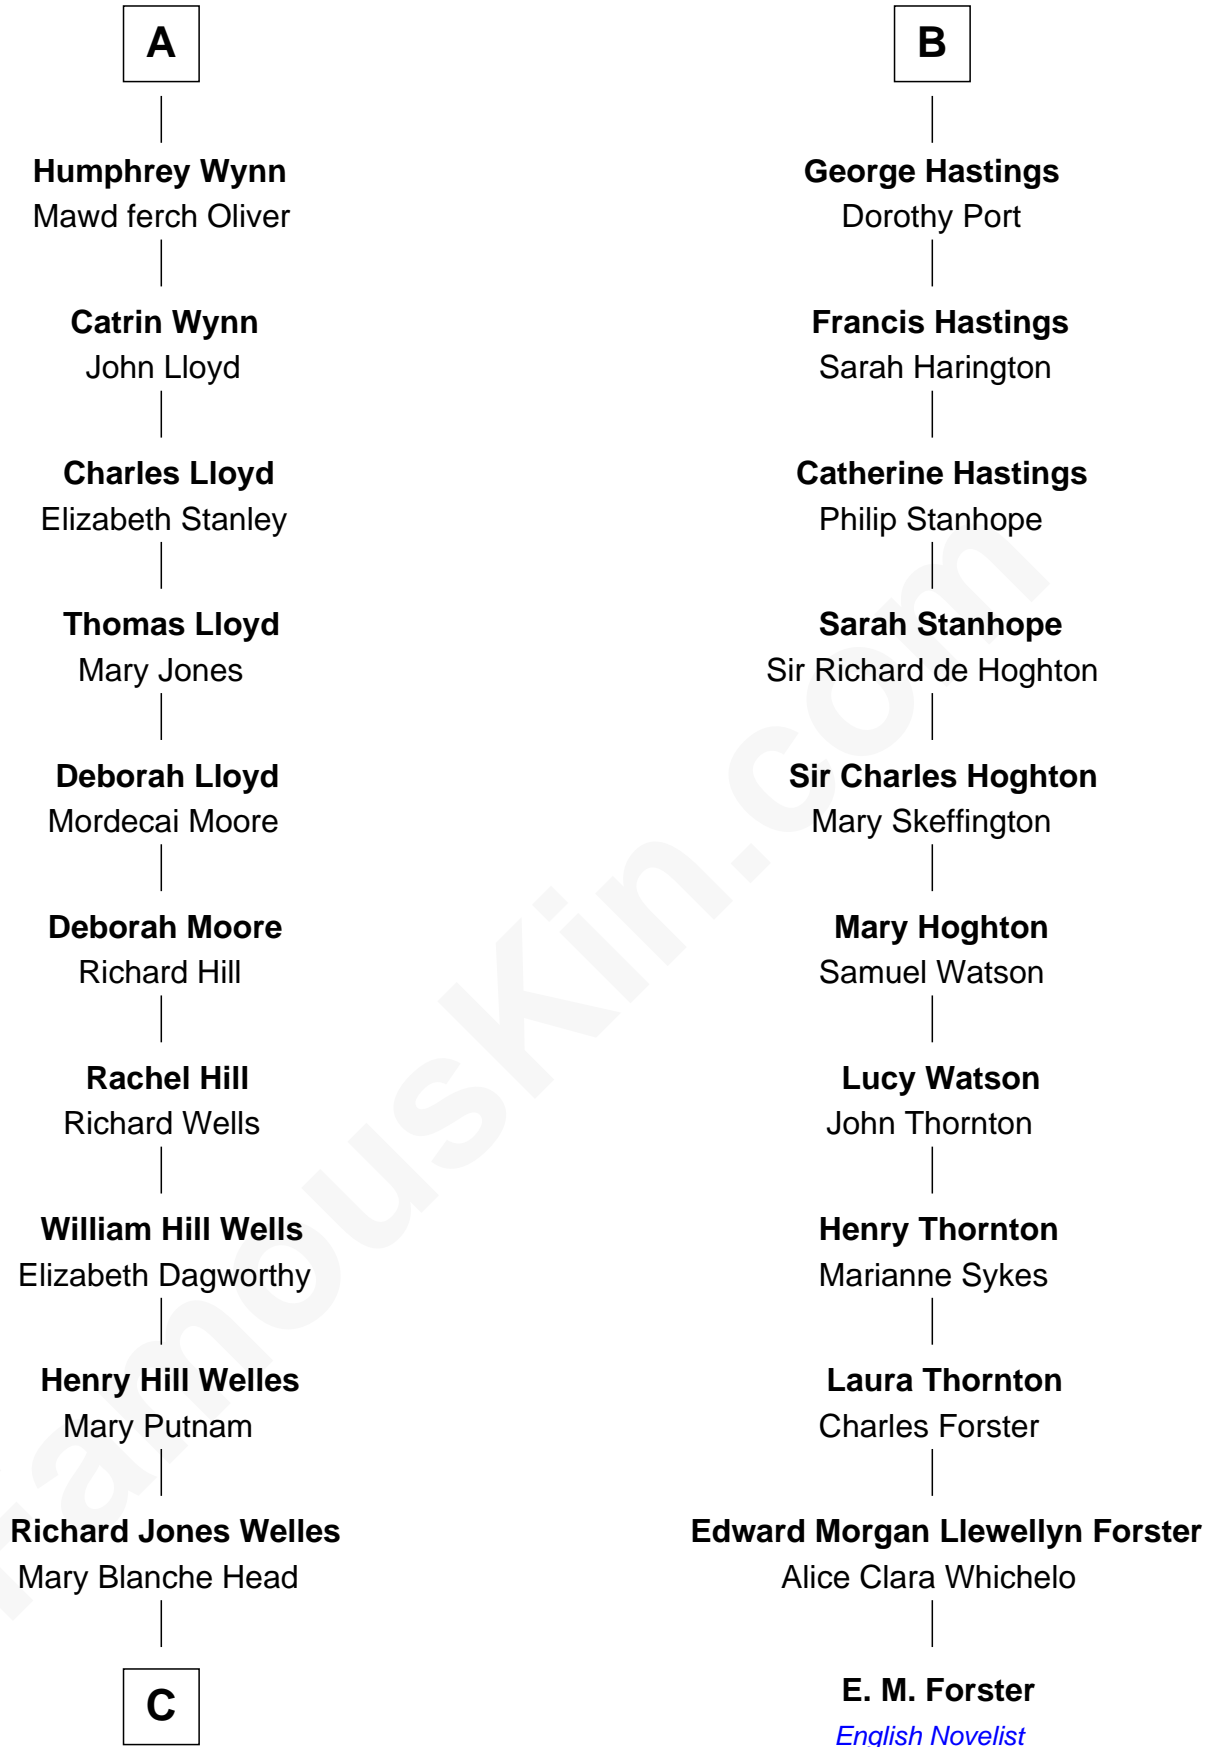 A
Humphrey Wynn
Mawd ferch Oliver
Catrin Wynn
John Lloyd
Charles Lloyd
Elizabeth Stanley
Thomas Lloyd
Mary Jones
Deborah Lloyd
Mordecai Moore
Deborah Moore
Richard Hill
Rachel Hill
Richard Wells
William Hill Wells
Elizabeth Dagworthy
Henry Hill Welles
Mary Putnam
Richard Jones Welles
Mary Blanche Head
C
B
George Hastings
Dorothy Port
Francis Hastings
Sarah Harington
Catherine Hastings
Philip Stanhope
Sarah Stanhope
Sir Richard de Hoghton
Sir Charles Hoghton
Mary Skeffington
Mary Hoghton
Samuel Watson
Lucy Watson
John Thornton
Henry Thornton
Marianne Sykes
Laura Thornton
Charles Forster
Edward Morgan Llewellyn Forster
Alice Clara Whichelo
E. M. Forster
English Novelist
FamousKin.com